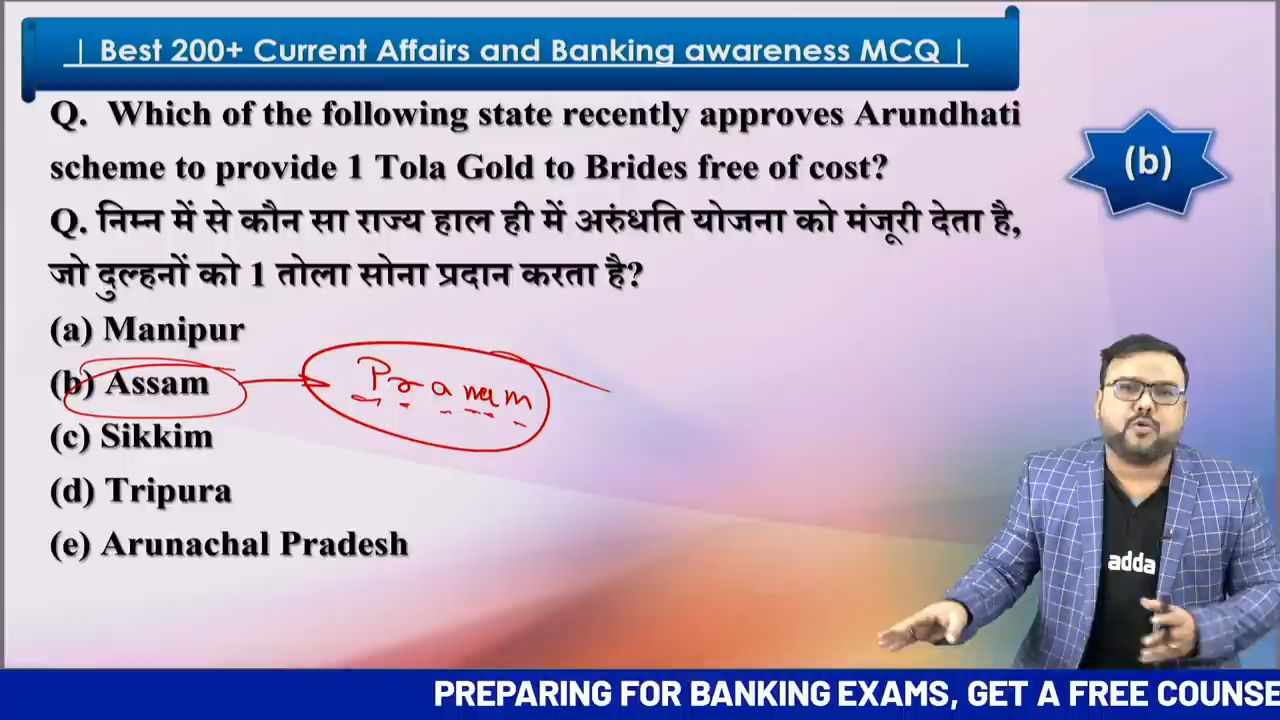 | Best 200+ Current Affairs and Banking awareness MCQ |
Q. Which of the following state recently approves Arundhati
scheme to provide 1 Tola Gold to Brides free of cost?
(b)
Q. निम्न में से कौन सा राज्य हाल ही में अरुंधति योजना को मंजूरी देता है,
जो दुल्हनों को 1 तोला सोना प्रदान करता है?
(a) Manipur
(b) Assam
Pranam
(c) Sikkim
(d) Tripura
(e) Arunachal Pradesh
adda
PREPARING FOR BANKING EXAMS, GET A FREE COUNSE